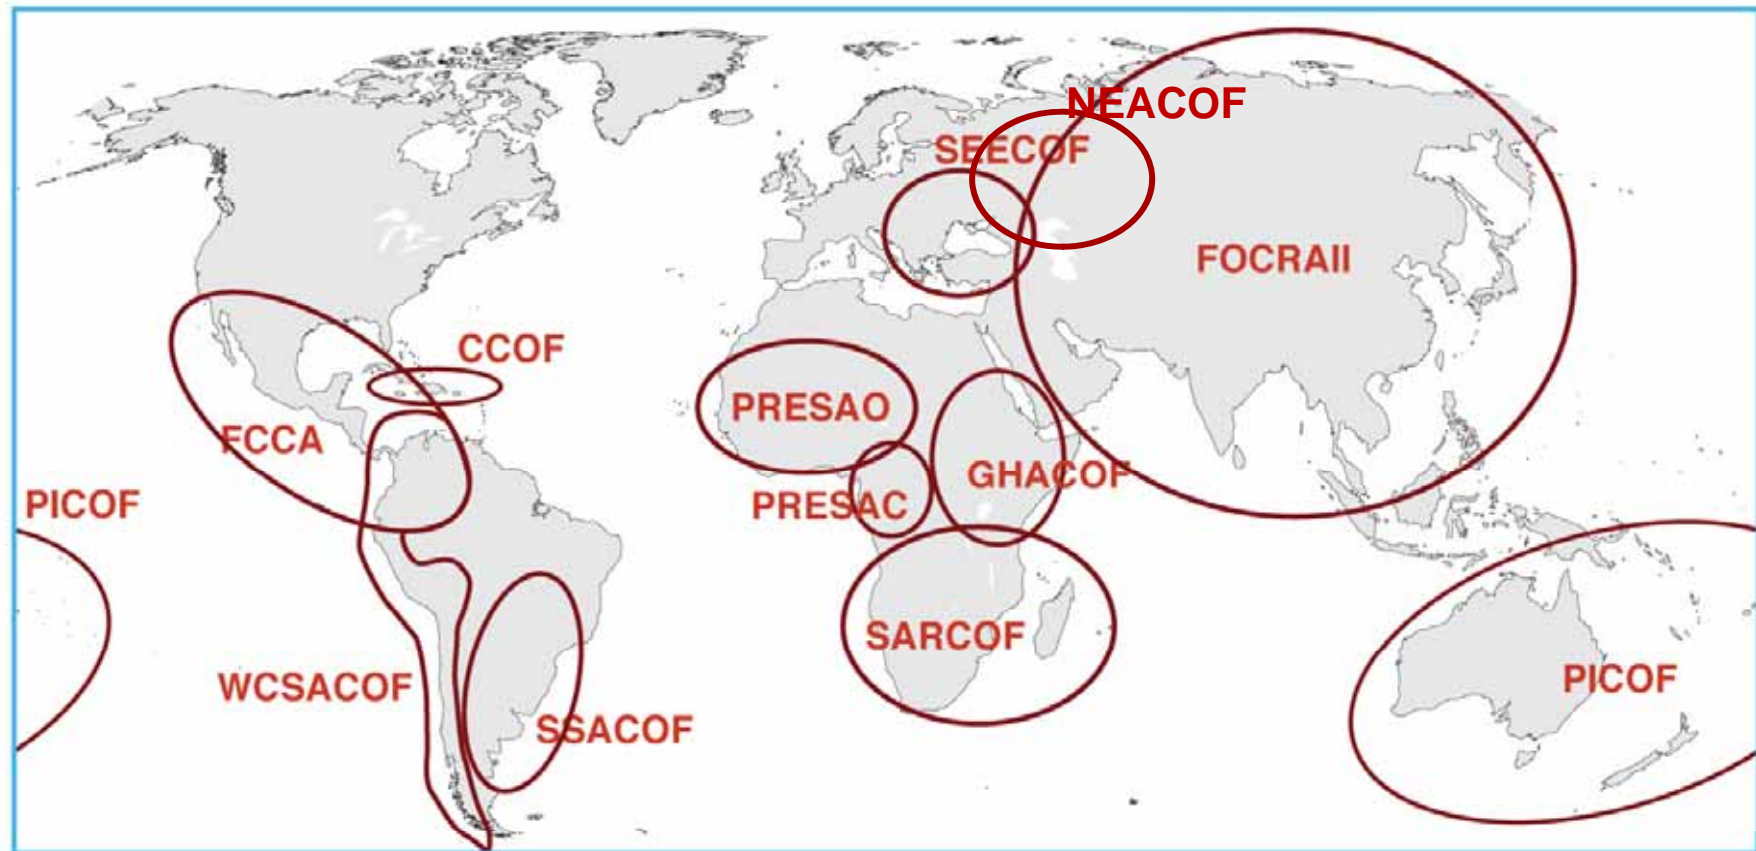 NEACOF
SEECOF
FOCRAII
CCOF
PRESAO
FCCA
GHACOF
PICOF
PRESAC
SARCOF
WCSACOF
PICOF
SSACOF